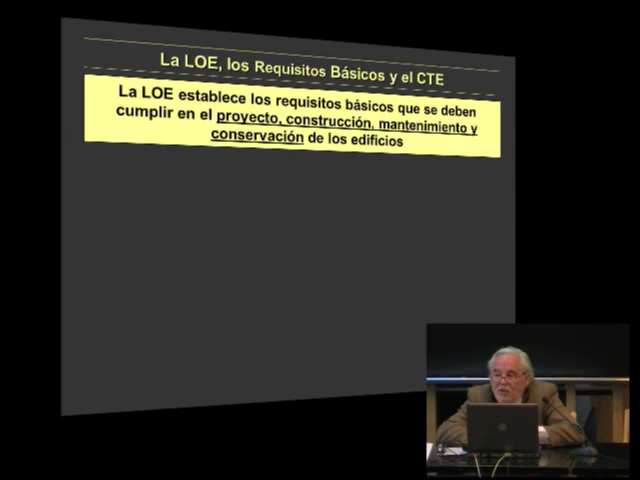 La LOE, los Requisitos Básicos y el CTE
La LOE establece los requisitos básicos que se deben
cumplir en el proyecto, construcción, mantenimiento y
conservación de los edificios